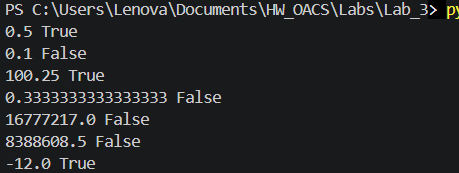 PS C:\Users\Lenova\Documents\HW_OACS\Labs\Lab_3> py
0.5 True
0.1 False
100.25 True
0.3333333333333333 False
16777217.0 False
8388608.5 False
-12.0 True